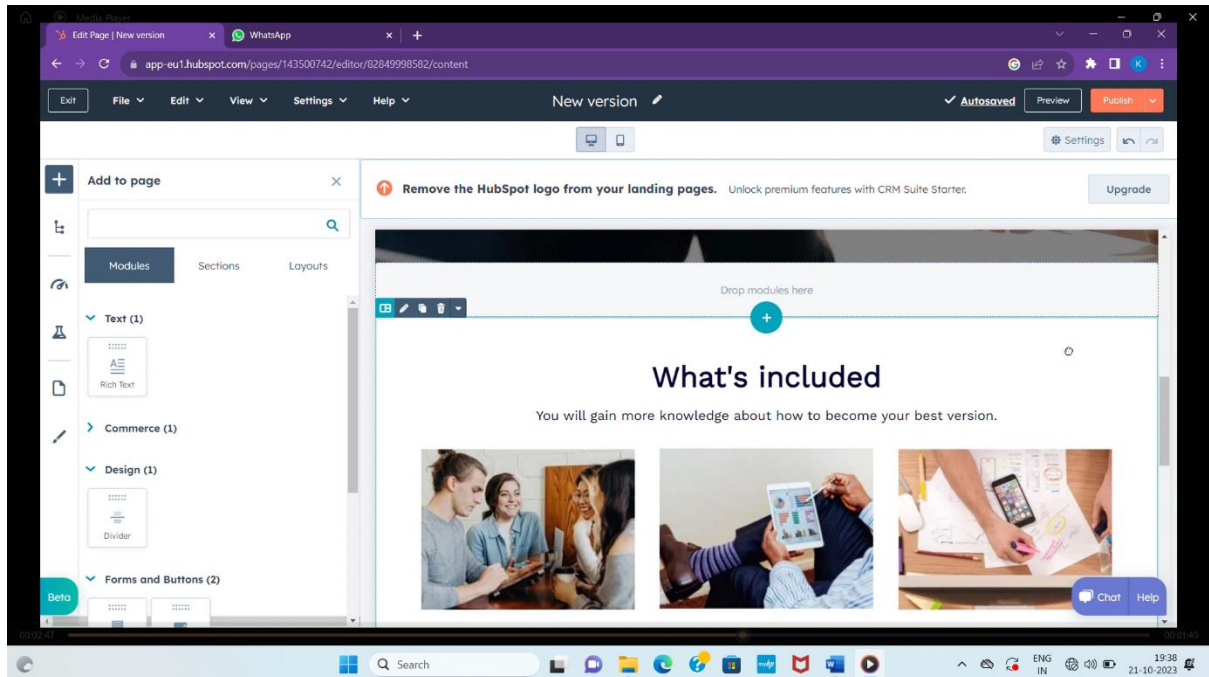 Media Player
Edit Page | New version
WhatsApp
app-eu1.hubspot.com/pages/143500742/editor/82849998582/content
K
Exit
File
Edit
View
Settings
Help
New version
Autosaved
Preview
Publish
Settings
Add to page
Remove the HubSpot logo from your landing pages. Unlock premium features with CRM Suite Starter.
Upgrade
Modules
Sections
Layouts
Drop modules here
Text (1)
Rich Text
What's included
You will gain more knowledge about how to become your best version.
Commerce (1)
Design (1)
Divider
Forms and Buttons (2)
Beta
Chat
Help
00:02:47
00:01:40
Search
ENG
IN
19:38
21-10-2023